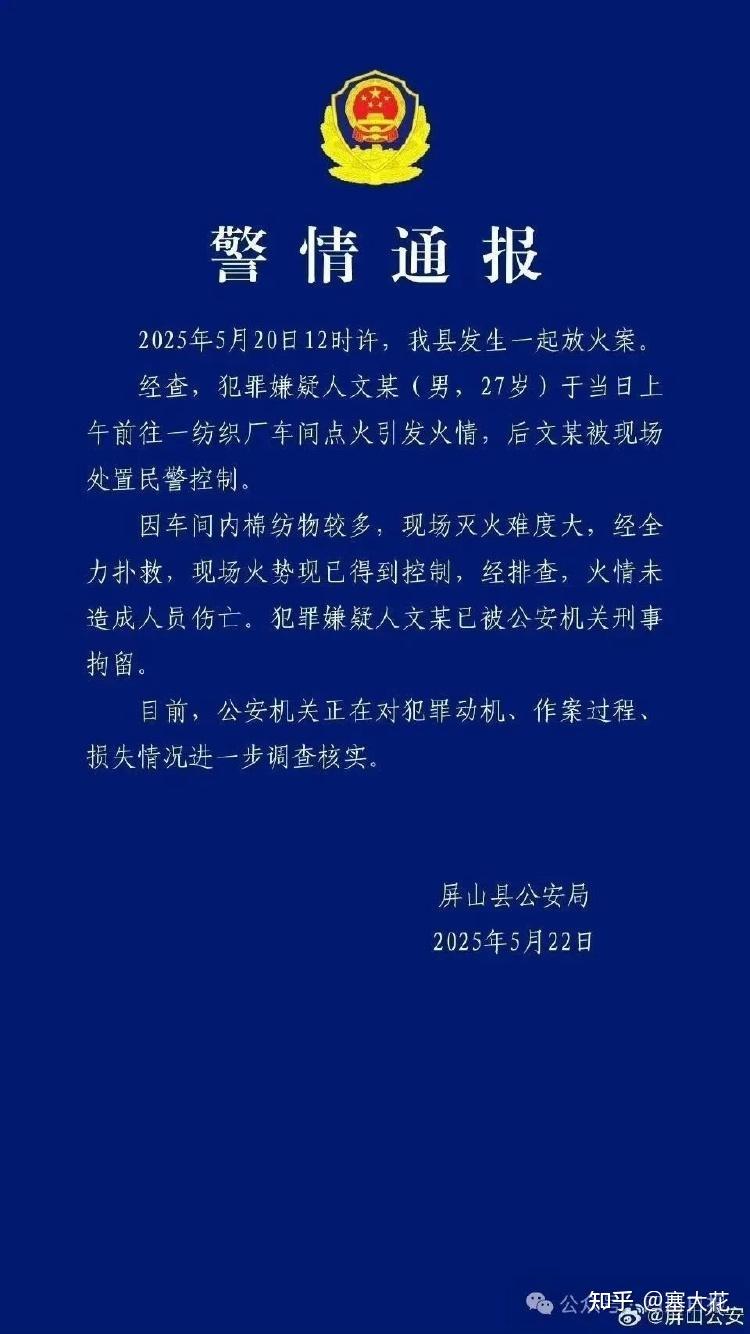 警情通报
2025年5月20日12时许，我县发生一起放火案。
经查，犯罪嫌疑人文某（男，27岁）于当日上
午前往一纺织厂车间点火引发火情，后文某被现场
处置民警控制。
因车间内棉纺物较多，现场灭火难度大，经全
力扑救，现场火势现已得到控制，经排查，火情未
造成人员伤亡。犯罪嫌疑人文某已被公安机关刑事
拘留。
目前，公安机关正在对犯罪动机、作案过程、
损失情况进一步调查核实。
屏山县公安局
2025年5月22日
公众号
知乎 @塞大花
@屏山公安